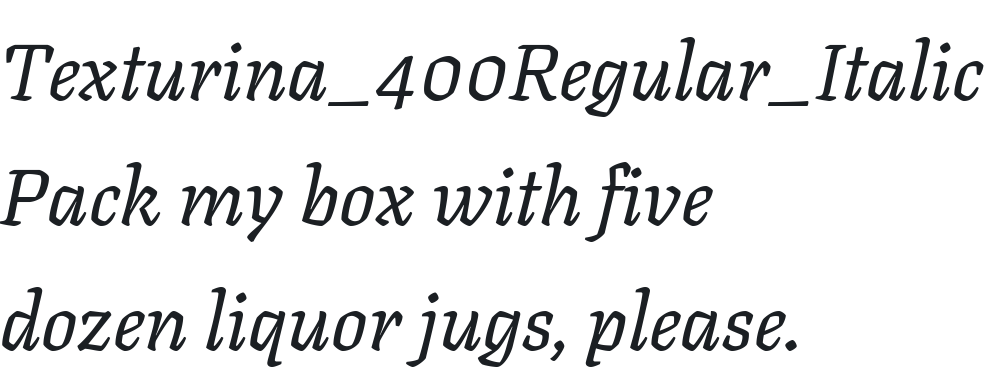 Texturina_400Regular_Italic
Pack my box with five
dozen liquor jugs, please.